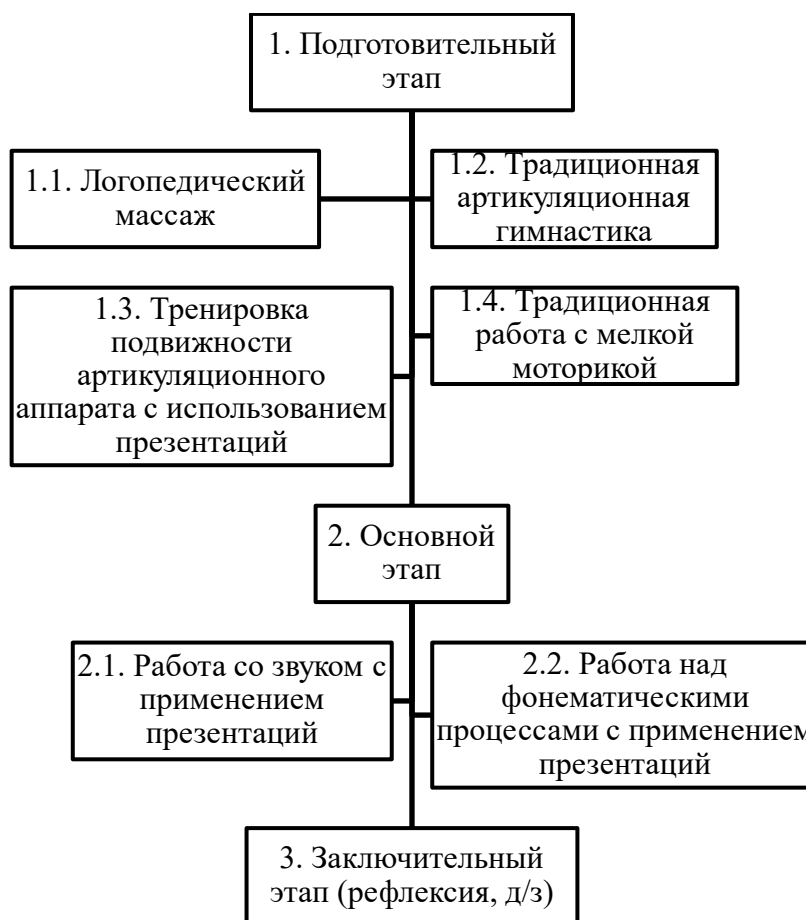 1. Подготовительный
этап
1.1. Логопедический
массаж
1.2. Традиционная
артикуляционная
гимнастика
1.3. Тренировка
подвижности
артикуляционного
аппарата с использованием
презентаций
1.4. Традиционная
работа с мелкой
моторикой
2. Основной
этап
2.1. Работа со звуком с
применением
презентаций
2.2. Работа над
фонематическими
процессами с применением
презентаций
3. Заключительный
этап (рефлексия, д/з)